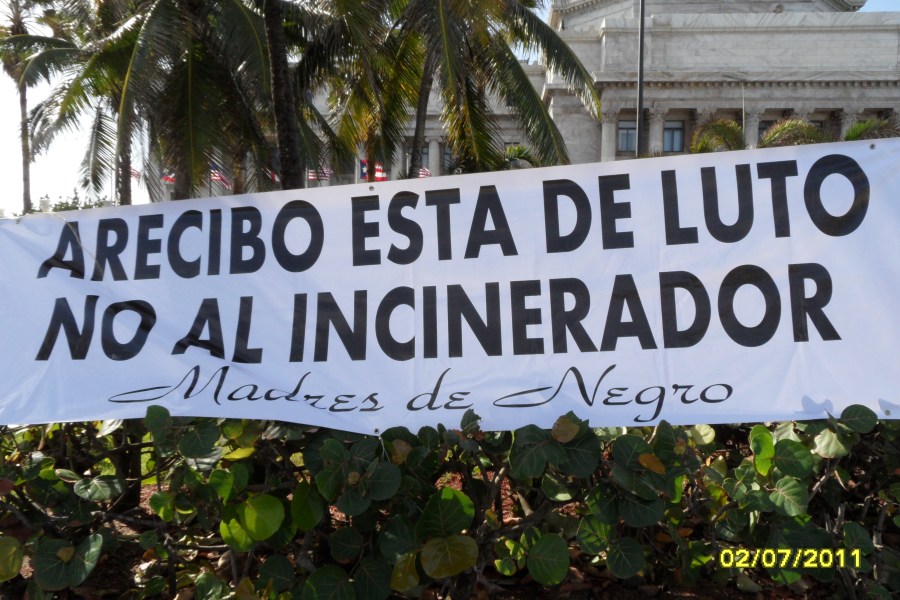 ARECIBO ESTA DE LUTO
NO AL INCINERADOR
Madres de Negro
02/07/2011